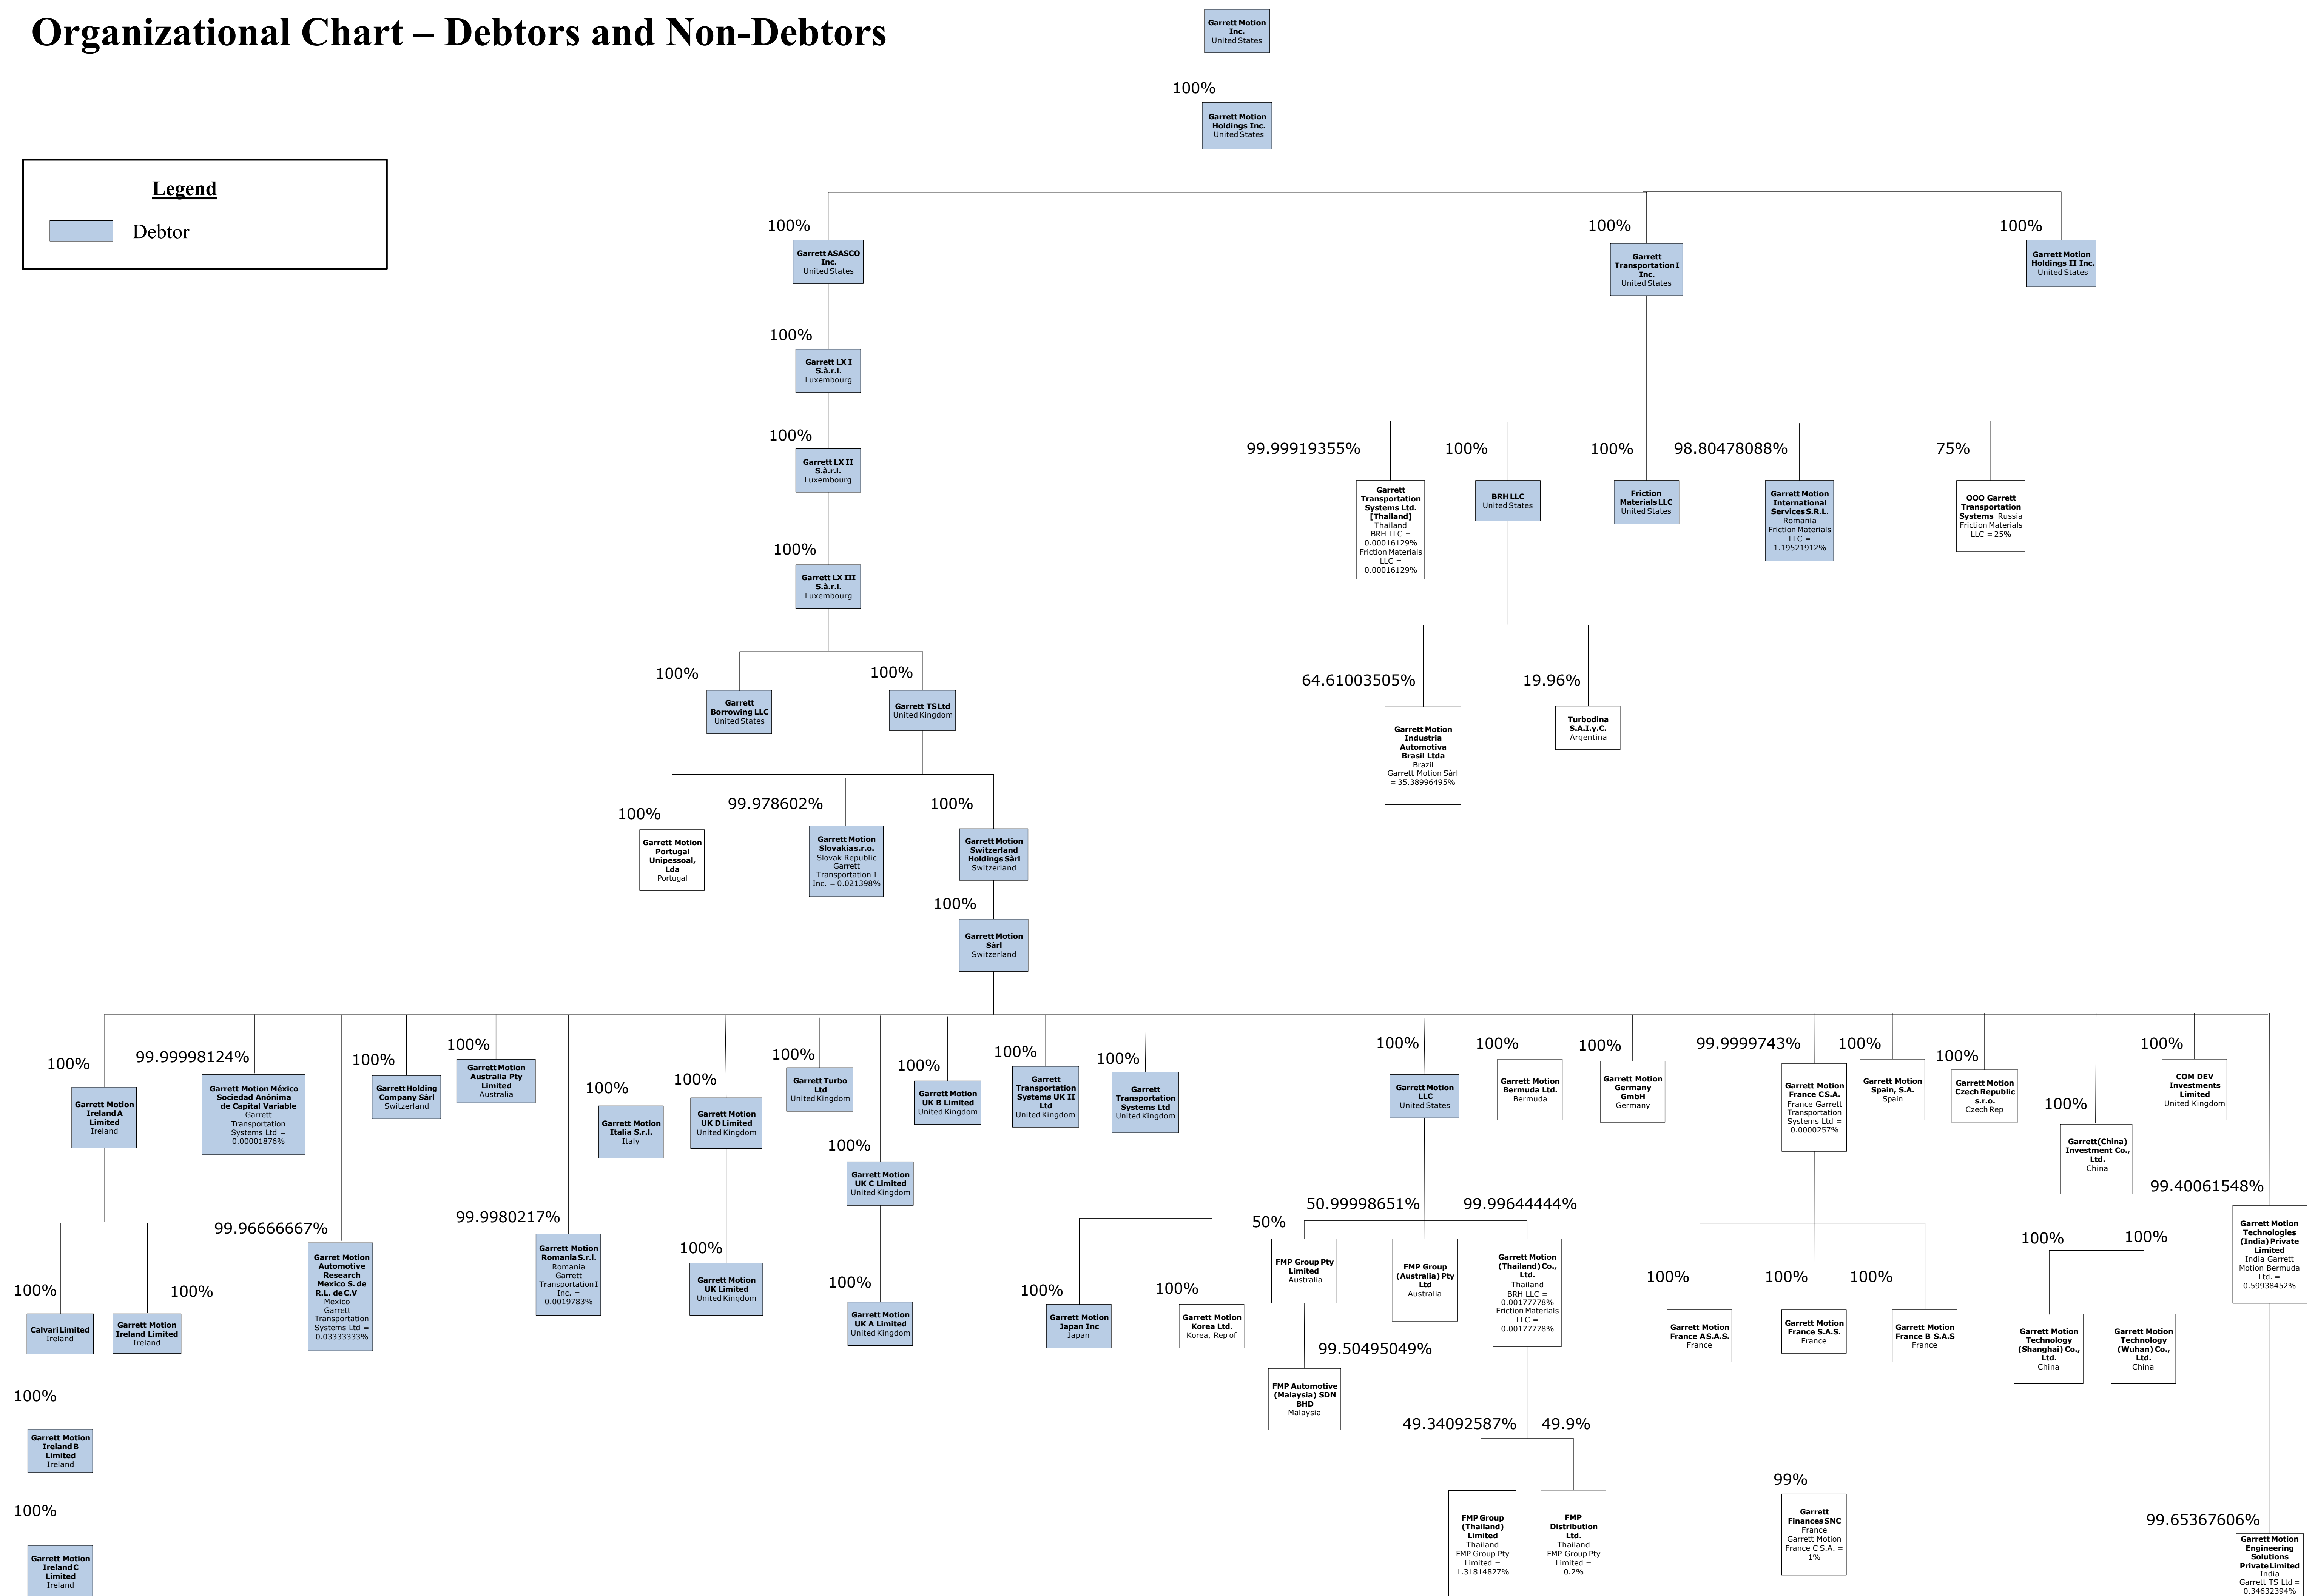 Organizational Chart – Debtors and Non-Debtors
Garrett Motion
Inc.
United States
100%
Garrett Motion
Holdings Inc.
United States
Legend
Debtor
100%
Garrett ASASCO
Inc.
United States
100%
Garrett
Transportation I
Inc.
United States
100%
Garrett Motion
Holdings II Inc.
United States
100%
Garrett LX I
S.à.r.l.
Luxembourg
100%
Garrett LX II
S.à.r.l.
Luxembourg
100%
Garrett LX III
S.à.r.l.
Luxembourg
99.99919355%
Garrett
Transportation
Systems Ltd.
[Thailand]
Thailand
BRH LLC =
0.00016129%
Friction Materials
LLC =
0.00016129%
100%
BRH LLC
United States
100%
Friction
Materials LLC
United States
98.80478088%
Garrett Motion
International
Services S.R.L.
Romania
Friction Materials
LLC =
1.19521912%
75%
OOO Garrett
Transportation
Systems Russia
Friction Materials
LLC = 25%
100%
Garrett
Borrowing LLC
United States
100%
Garrett TS Ltd
United Kingdom
64.61003505%
Garrett Motion
Industria
Automotiva
Brasil Ltda
Brazil
Garrett Motion Sàrl
= 35.38996495%
19.96%
Turbodina
S.A.I.y.C.
Argentina
100%
Garrett Motion
Portugal
Unipessoal,
Lda
Portugal
99.978602%
Garrett Motion
Slovakia s.r.o.
Slovak Republic
Garrett
Transportation I
Inc. = 0.021398%
100%
Garrett Motion
Switzerland
Holdings Sàrl
Switzerland
100%
Garrett Motion
Sàrl
Switzerland
100%
Garrett Motion
Ireland A
Limited
Ireland
99.99998124%
Garrett Motion México
Sociedad Anónima
de Capital Variable
Garrett
Transportation
Systems Ltd =
0.00001876%
99.96666667%
Garret Motion
Automotive
Research
Mexico S. de
R.L. de C.V
Mexico
Garrett
Transportation
Systems Ltd =
0.03333333%
100%
Garrett Holding
Company Sàrl
Switzerland
100%
Garrett Motion
Australia Pty
Limited
Australia
99.9980217%
Garrett Motion
Romania S.r.l.
Romania
Garrett
Transportation I
Inc. =
0.0019783%
100%
Garrett Motion
Italia S.r.l.
Italy
100%
Garrett Motion
UK D Limited
United Kingdom
100%
Garrett Motion
UK Limited
United Kingdom
100%
Garrett Turbo
Ltd
United Kingdom
100%
Garrett Motion
UK C Limited
United Kingdom
100%
Garrett Motion
UK A Limited
United Kingdom
100%
Garrett Motion
UK B Limited
United Kingdom
100%
Garrett
Transportation
Systems UK II
Ltd
United Kingdom
100%
Garrett
Transportation
Systems Ltd
United Kingdom
100%
Garrett Motion
Japan Inc
Japan
100%
Garrett Motion
Korea Ltd.
Korea, Rep of
100%
Garrett Motion
LLC
United States
50%
FMP Group Pty
Limited
Australia
50.99998651%
FMP Group
(Australia) Pty
Ltd
Australia
99.99644444%
Garrett Motion
(Thailand) Co.,
Ltd.
Thailand
BRH LLC =
0.00177778%
Friction Materials
LLC =
0.00177778%
99.50495049%
FMP Automotive
(Malaysia) SDN
BHD
Malaysia
49.34092587%
FMP Group
(Thailand)
Limited
Thailand
FMP Group Pty
Limited =
1.31814827%
49.9%
FMP
Distribution
Ltd.
Thailand
FMP Group Pty
Limited =
0.2%
100%
Garrett Motion
Bermuda Ltd.
Bermuda
100%
Garrett Motion
Germany
GmbH
Germany
99.9999743%
Garrett Motion
France C S.A.
France Garrett
Transportation
Systems Ltd =
0.0000257%
100%
Garrett Motion
France A S.A.S.
France
100%
Garrett Motion
France S.A.S.
France
100%
Garrett Motion
France B S.A.S
France
99%
Garrett
Finances SNC
France
Garrett Motion
France C S.A. =
1%
100%
Garrett Motion
Spain, S.A.
Spain
100%
Garrett Motion
Czech Republic
s.r.o.
Czech Rep
100%
Garrett (China)
Investment Co.,
Ltd.
China
100%
Garrett Motion
Technology
(Shanghai) Co.,
Ltd.
China
100%
Garrett Motion
Technology
(Wuhan) Co.,
Ltd.
China
100%
COM DEV
Investments
Limited
United Kingdom
99.40061548%
Garrett Motion
Technologies
(India) Private
Limited
India Garrett
Motion Bermuda
Ltd. =
0.59938452%
99.65367606%
Garrett Motion
Engineering
Solutions
Private Limited
India
Garrett TS Ltd =
0.34632394%
100%
Calvari Limited
Ireland
100%
Garrett Motion
Ireland Limited
Ireland
100%
Garrett Motion
Ireland B
Limited
Ireland
100%
Garrett Motion
Ireland C
Limited
Ireland